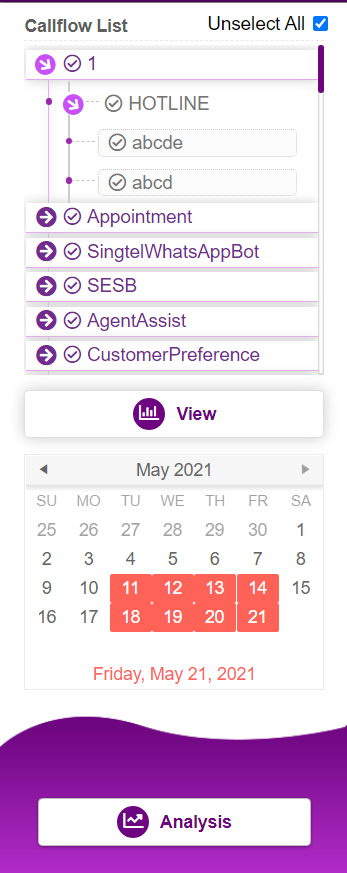 Callflow List Unselect All
1
HOTLINE
abcde
abcd
Appointment
SingtelWhatsAppBot
SESB
AgentAssist
CustomerPreference
View
May 2021
SU MO TU WE TH FR SA
25 26 27 28 29 30 1
2 3 4 5 6 7 8
9 10 11 12 13 14 15
16 17 18 19 20 21
Friday, May 21, 2021
Analysis